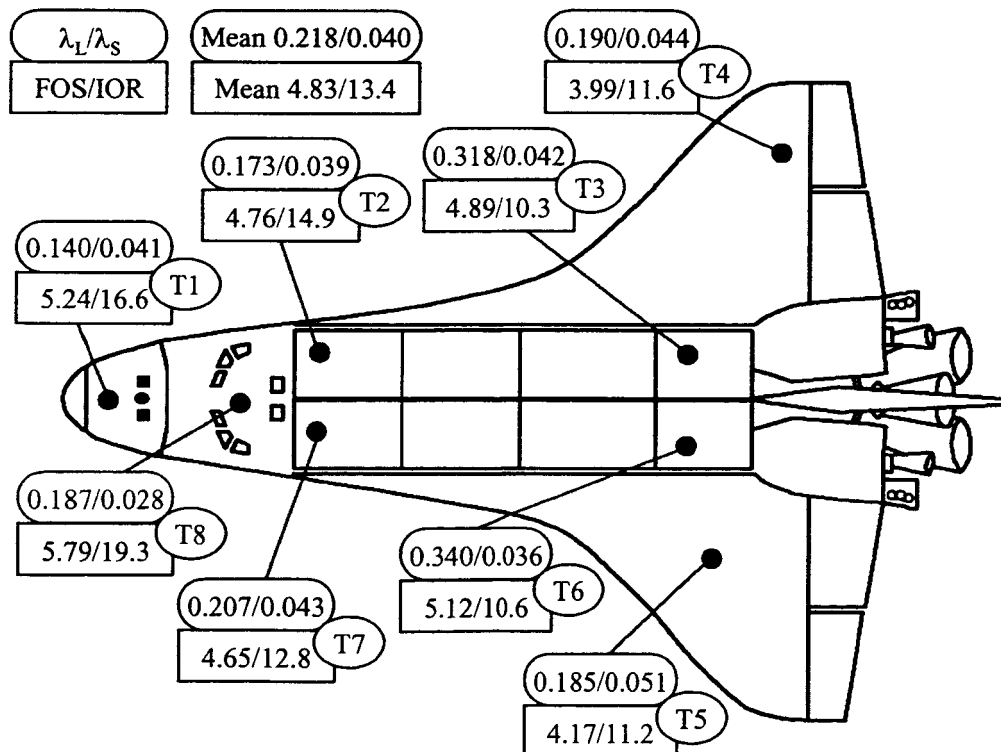 λL/λS
FOS/IOR
Mean 0.218/0.040
Mean 4.83/13.4
0.190/0.044
3.99/11.6
T4
0.173/0.039
4.76/14.9
T2
0.318/0.042
4.89/10.3
T3
0.140/0.041
5.24/16.6
T1
0.187/0.028
5.79/19.3
T8
0.207/0.043
4.65/12.8
T7
0.340/0.036
5.12/10.6
T6
0.185/0.051
4.17/11.2
T5